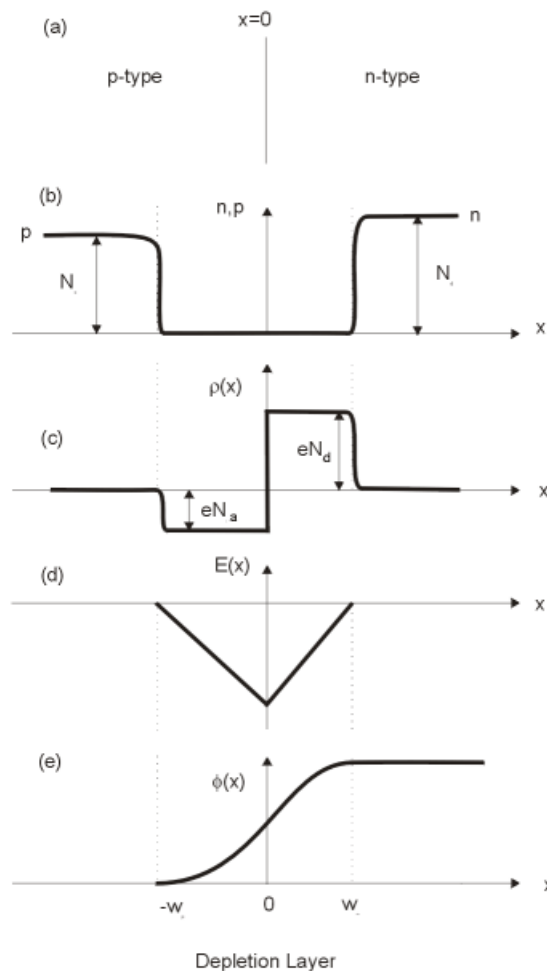 (a)
x=0
p-type
n-type
(b)
n,p
p
n
N
N
x
ρ(x)
(c)
eN_d
eN_a
x
E(x)
(d)
x
(e)
ϕ(x)
x
-w
0
w
Depletion Layer